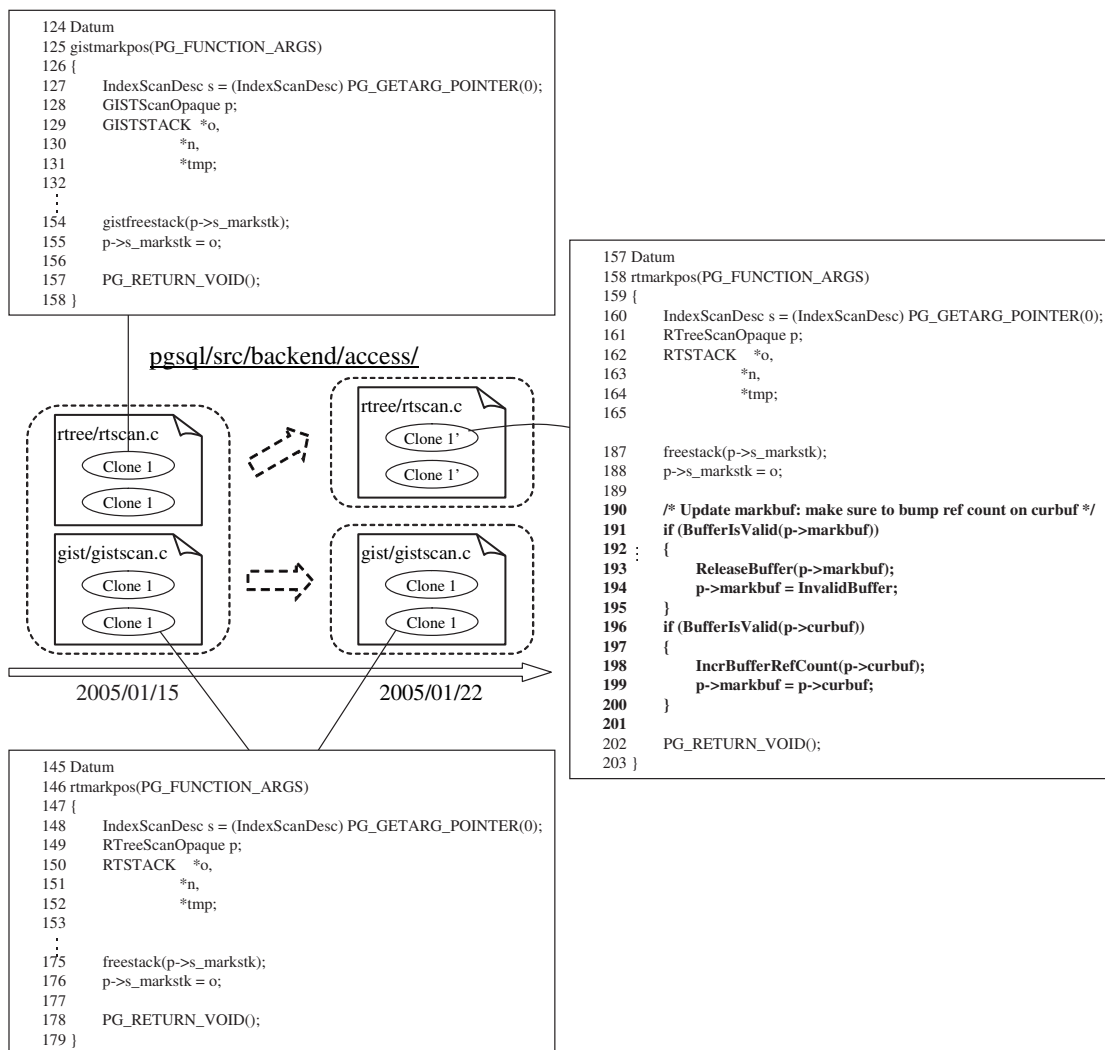 124 Datum
125 gistmarkpos(PG_FUNCTION_ARGS)
126 {
127 IndexScanDesc s = (IndexScanDesc) PG_GETARG_POINTER(0);
128 GISTScanOpaque p;
129 GISTSTACK *o,
130 *n,
131 *tmp;
132
154 gistfreestack(p->s_markstk);
155 p->s_markstk = o;
156
157 PG_RETURN_VOID();
158 }
pgsql/src/backend/access/
rtree/rtscan.c
Clone 1
Clone 1
gist/gistscan.c
Clone 1
Clone 1
rtree/rtscan.c
Clone 1’
Clone 1’
gist/gistscan.c
Clone 1
Clone 1
2005/01/15
2005/01/22
157 Datum
158 rtmarkpos(PG_FUNCTION_ARGS)
159 {
160 IndexScanDesc s = (IndexScanDesc) PG_GETARG_POINTER(0);
161 RTreeScanOpaque p;
162 RTSTACK *o,
163 *n,
164 *tmp;
165
187 freestack(p->s_markstk);
188 p->s_markstk = o;
189
190 /* Update markbuf: make sure to bump ref count on curbuf */
191 if (BufferIsValid(p->markbuf))
192 {
193 ReleaseBuffer(p->markbuf);
194 p->markbuf = InvalidBuffer;
195 }
196 if (BufferIsValid(p->curbuf))
197 {
198 IncrBufferRefCount(p->curbuf);
199 p->markbuf = p->curbuf;
200 }
201
202 PG_RETURN_VOID();
203 }
145 Datum
146 rtmarkpos(PG_FUNCTION_ARGS)
147 {
148 IndexScanDesc s = (IndexScanDesc) PG_GETARG_POINTER(0);
149 RTreeScanOpaque p;
150 RTSTACK *o,
151 *n,
152 *tmp;
153
175 freestack(p->s_markstk);
176 p->s_markstk = o;
177
178 PG_RETURN_VOID();
179 }